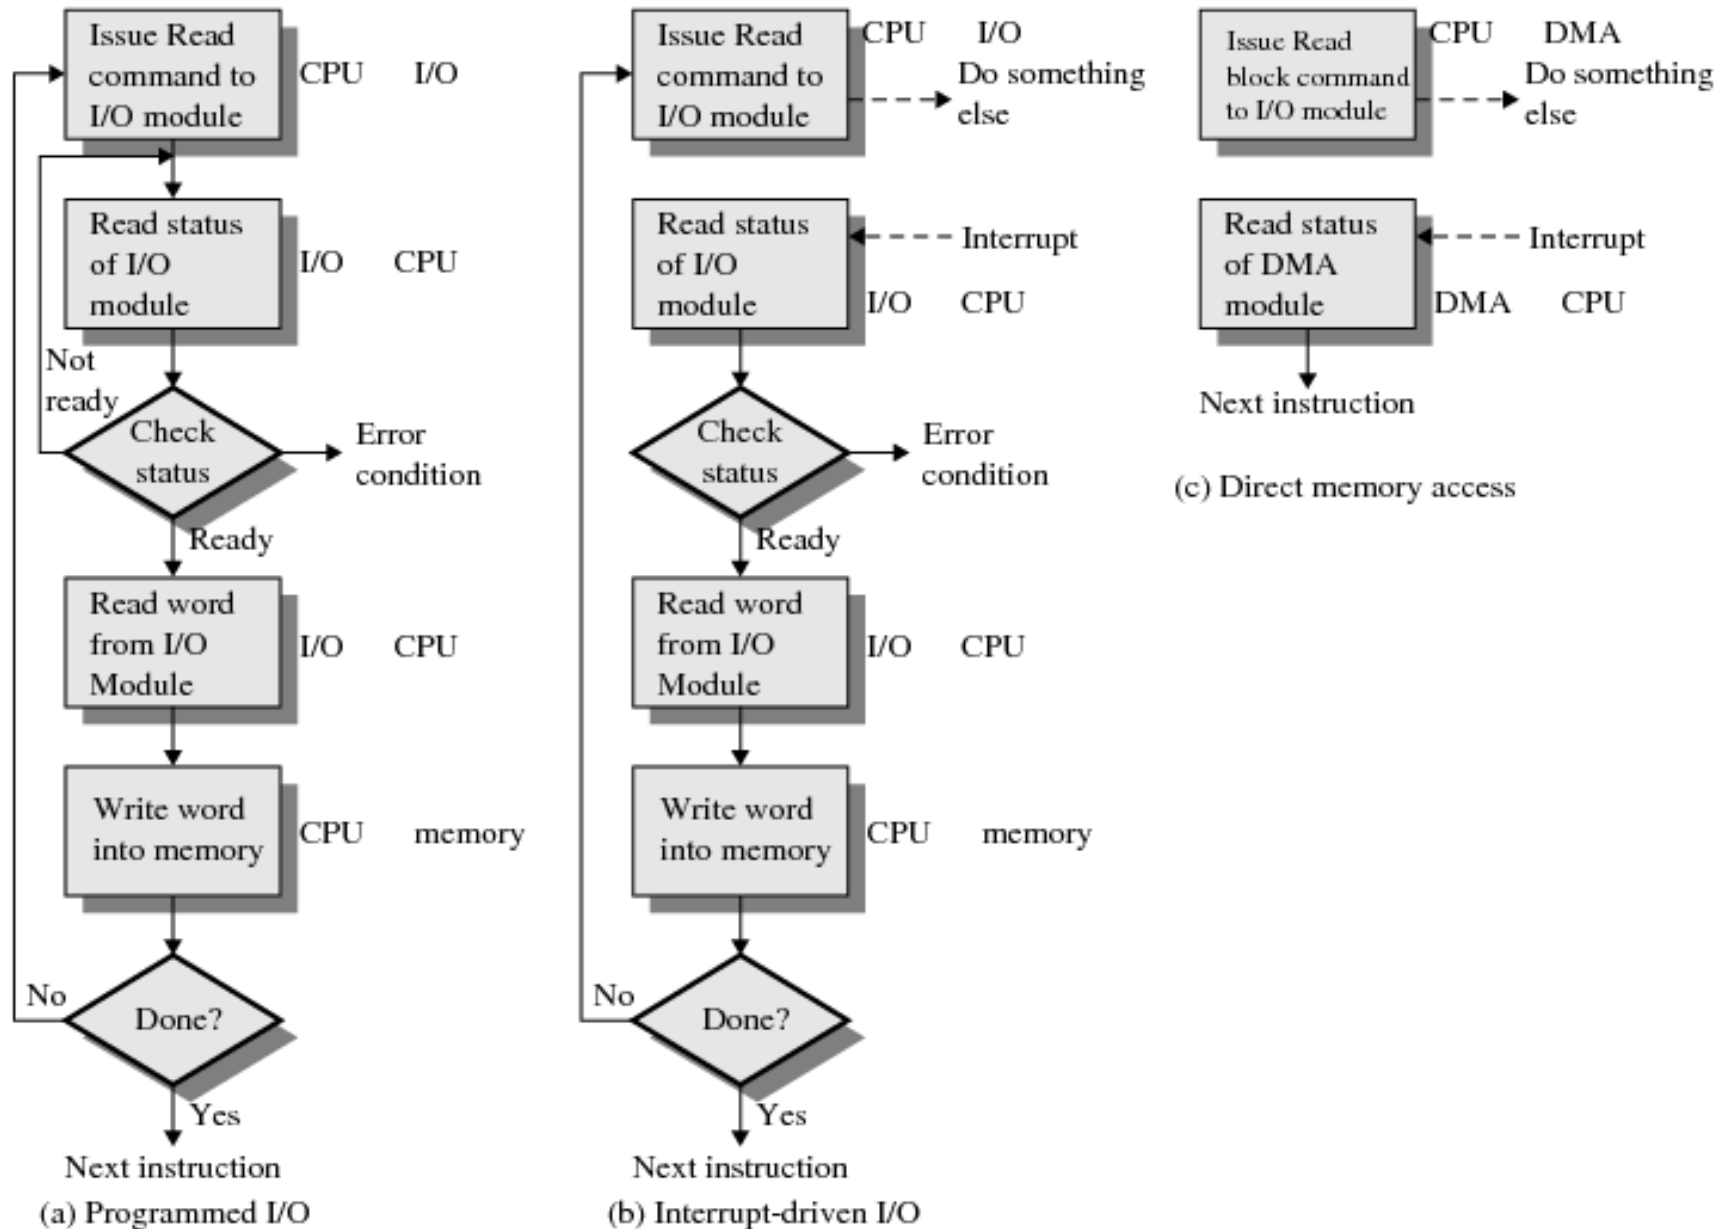 Issue Read
command to
I/O module
CPU I/O
Read status
of I/O
module
I/O CPU
Not
ready
Check
status
Error
condition
Ready
Read word
from I/O
Module
I/O CPU
Write word
into memory
CPU memory
No
Done?
Yes
Next instruction
(a) Programmed I/O
Issue Read
command to
I/O module
CPU I/O
Do something
else
Read status
of I/O
module
Interrupt
I/O CPU
Check
status
Error
condition
Ready
Read word
from I/O
Module
I/O CPU
Write word
into memory
CPU memory
No
Done?
Yes
Next instruction
(b) Interrupt-driven I/O
Issue Read
block command
to I/O module
CPU DMA
Do something
else
Read status
of DMA
module
Interrupt
DMA CPU
Next instruction
(c) Direct memory access